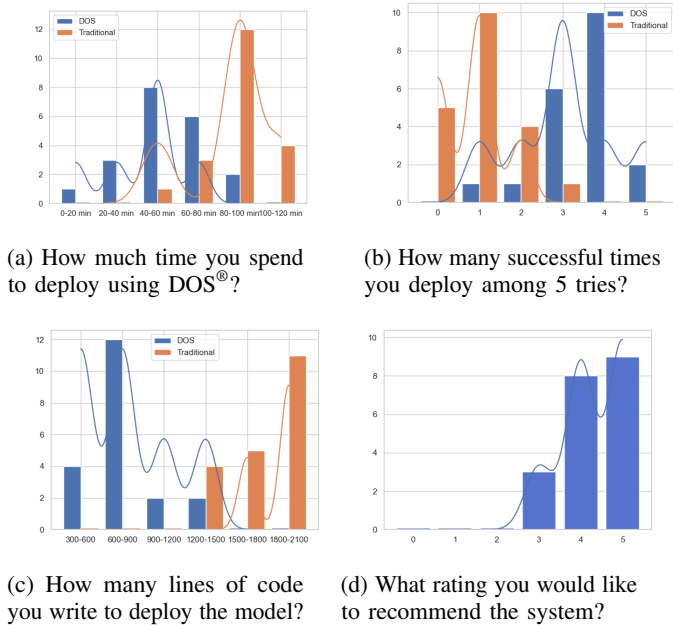 DOS
Traditional
12
10
8
6
4
2
0
0-20 min 20-40 min 40-60 min 60-80 min 80-100 min 100-120 min
(a) How much time you spend
to deploy using DOS®?
DOS
Traditional
10
8
6
4
2
0
0 1 2 3 4 5
(b) How many successful times
you deploy among 5 tries?
DOS
Traditional
12
10
8
6
4
2
0
300-600 600-900 900-1200 1200-1500 1500-1800 1800-2100
(c) How many lines of code
you write to deploy the model?
10
8
6
4
2
0
0 1 2 3 4 5
(d) What rating you would like
to recommend the system?